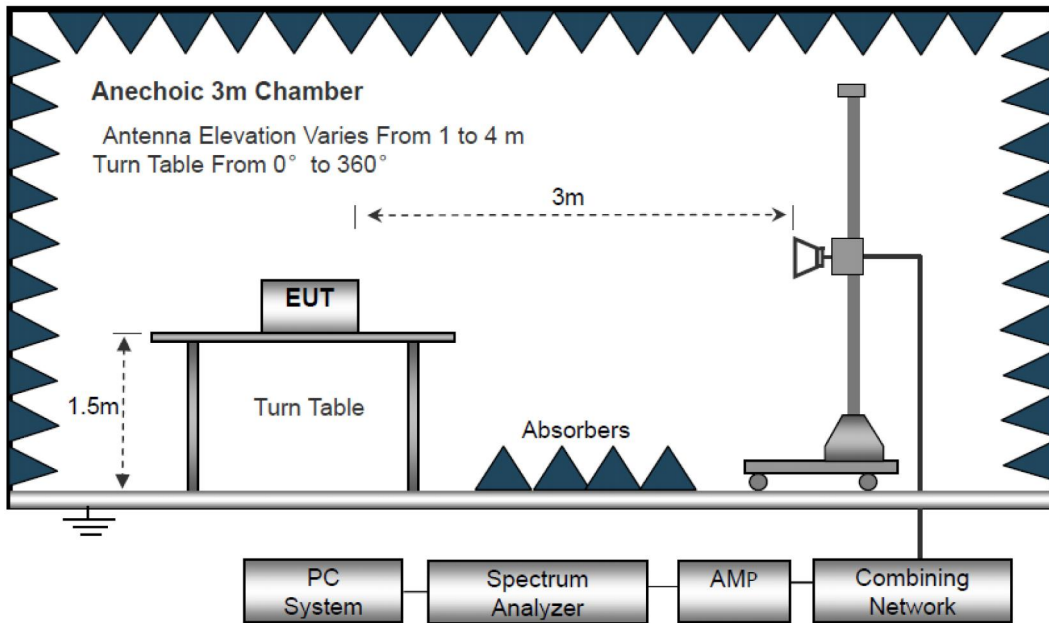 Anechoic 3m Chamber
Antenna Elevation Varies From 1 to 4 m
Turn Table From 0° to 360°
3m
EUT
1.5m
Turn Table
Absorbers
PC
System
Spectrum
Analyzer
AMP
Combining
Network